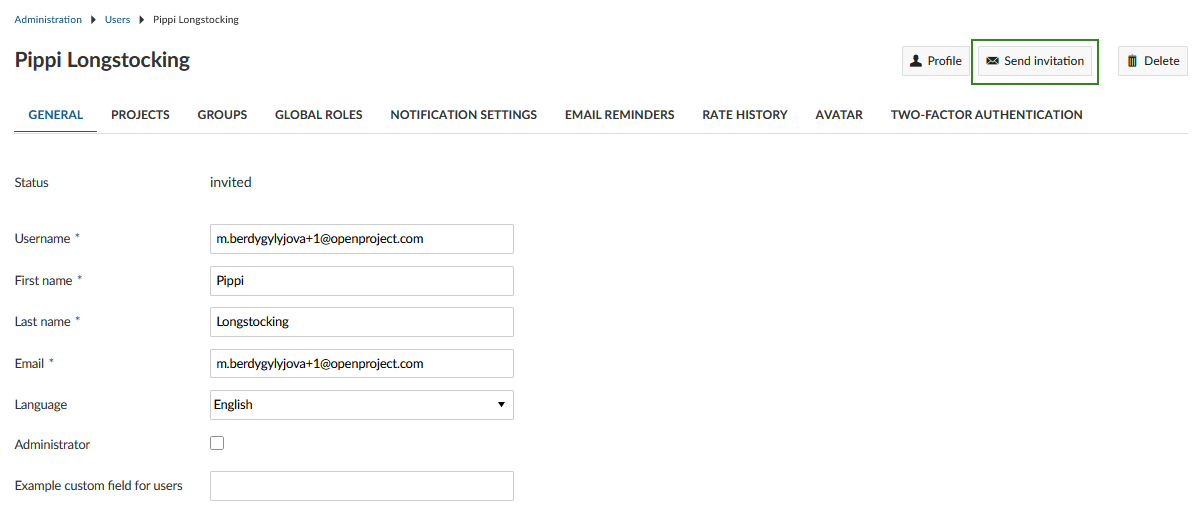 Administration Users Pippi Longstocking
Pippi Longstocking Profile Send invitation Delete
GENERAL PROJECTS GROUPS GLOBAL ROLES NOTIFICATION SETTINGS EMAIL REMINDERS RATE HISTORY AVATAR TWO-FACTOR AUTHENTICATION
Status invited
Username * m.berdygylyjova+1@openproject.com
First name * Pippi
Last name * Longstocking
Email * m.berdygylyjova+1@openproject.com
Language English
Administrator
Example custom field for users